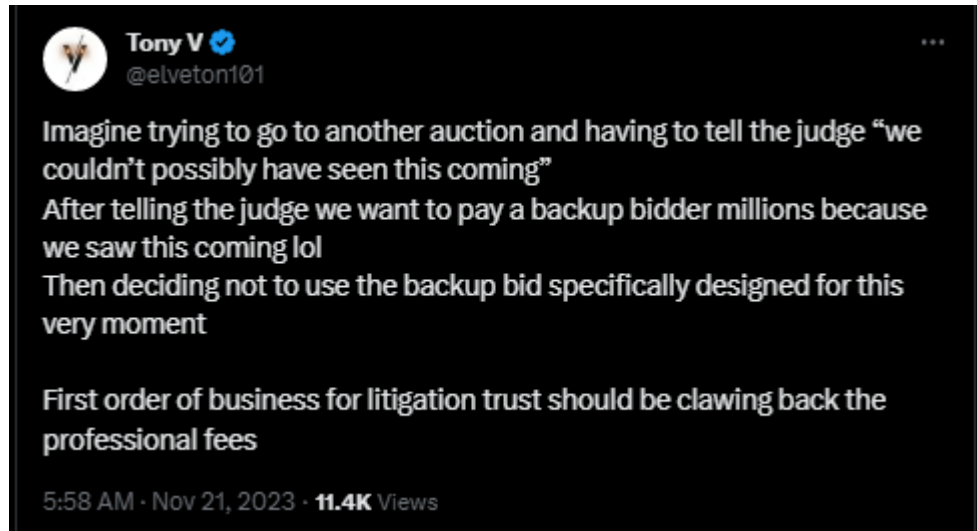 Tony V
@elveton101
Imagine trying to go to another auction and having to tell the judge “we
couldn’t possibly have seen this coming”
After telling the judge we want to pay a backup bidder millions because
we saw this coming lol
Then deciding not to use the backup bid specifically designed for this
very moment
First order of business for litigation trust should be clawing back the
professional fees
5:58 AM · Nov 21, 2023 · 11.4K Views